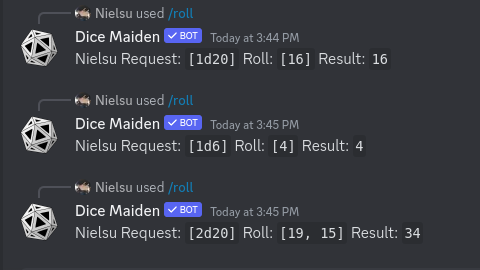 Nielsu used /roll
Dice Maiden ✓ BOT Today at 3:44 PM
Nielsu Request: [1d20] Roll: [16] Result: 16
Nielsu used /roll
Dice Maiden ✓ BOT Today at 3:45 PM
Nielsu Request: [1d6] Roll: [4] Result: 4
Nielsu used /roll
Dice Maiden ✓ BOT Today at 3:45 PM
Nielsu Request: [2d20] Roll: [19, 15] Result: 34